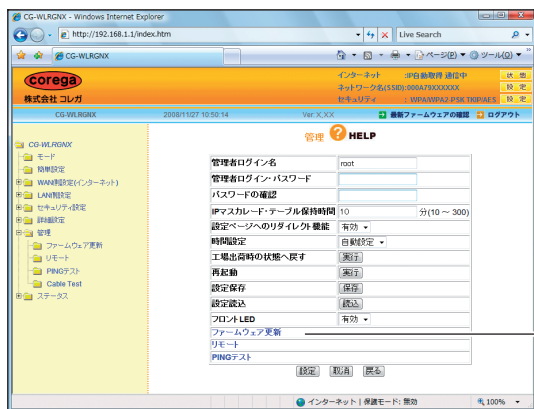 CG-WLRGNX - Windows Internet Explorer
http://192.168.1.1/index.htm
Live Search
CG-WLRGNX
ページ(P)
ツール(O)
corega
株式会社 コレガ
インターネット :IP自動取得 通信中 状態
ネットワーク名(SSID):000A79XXXXXX 設定
セキュリティ : WPA/WPA2-PSK TKIP/AES 設定
CG-WLRGNX 2008/11/27 10:50:14 Ver. X,XX 最新ファームウェアの確認 ログアウト
管理 ? HELP
CG-WLRGNX
モード
簡単設定
WAN側設定(インターネット)
LAN側設定
セキュリティ設定
詳細設定
管理
ファームウェア更新
リモート
PINGテスト
Cable Test
ステータス
管理者ログイン名 root
管理者ログイン・パスワード
パスワードの確認
IPマスカレード・テーブル保持時間 10 分(10 ~ 300)
設定ページへのリダイレクト機能 有効
時間設定 自動設定
工場出荷時の状態へ戻す 実行
再起動 実行
設定保存 保存
設定読込 読込
フロントLED 有効
ファームウェア更新
リモート
PINGテスト
設定 取消 戻る
インターネット | 保護モード: 無効 100%